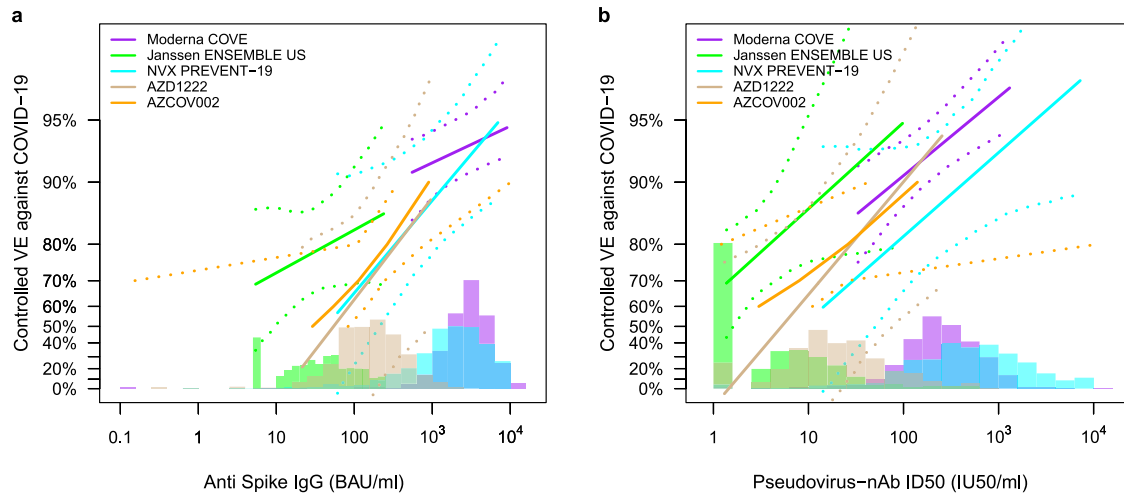 a
Moderna COVE
Janssen ENSEMBLE US
NVX PREVENT−19
AZD1222
AZCOV002
Controlled VE against COVID−19
95%
90%
80%
70%
60%
50%
40%
20%
0%
0.1 1 10 100 10³ 10⁴
Anti Spike IgG (BAU/ml)
b
Moderna COVE
Janssen ENSEMBLE US
NVX PREVENT−19
AZD1222
AZCOV002
Controlled VE against COVID−19
95%
90%
80%
70%
60%
50%
40%
20%
0%
1 10 100 10³ 10⁴
Pseudovirus−nAb ID50 (IU50/ml)